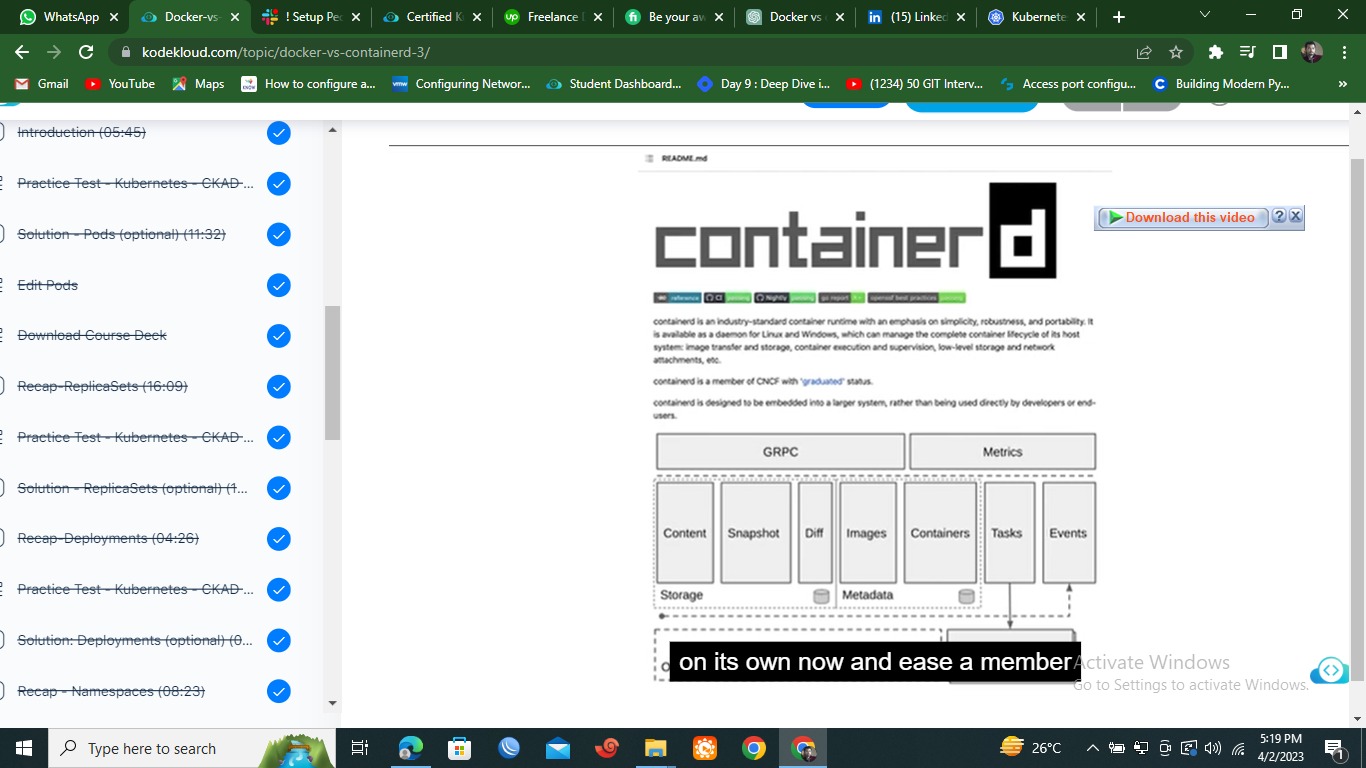 WhatsApp
Docker-vs-
! Setup Pe
Certified K
Freelance
Be your ow
Docker vs
(15) Linked
Kubernete
kodekloud.com/topic/docker-vs-containerd-3/
Gmail
YouTube
Maps
How to configure a...
Configuring Networ...
Student Dashboard...
Day 9 : Deep Dive i...
(1234) 50 GIT Interv...
Access port configu...
Building Modern Py...
»
Introduction (05:45)
Practice Test - Kubernetes - CKAD ...
Solution - Pods (optional) (11:32)
Edit Pods
Download Course Deck
Recap-ReplicaSets (16:09)
Practice Test - Kubernetes - CKAD ...
Solution - ReplicaSets (optional) (1...
Recap-Deployments (04:26)
Practice Test - Kubernetes - CKAD ...
Solution: Deployments (optional) (0...
Recap - Namespaces (08:23)
README.md
containerd
Download this video ? X
reference CI passing Nightly passing go report A+ openssf best practices passing
containerd is an industry-standard container runtime with an emphasis on simplicity, robustness, and portability. It
is available as a daemon for Linux and Windows, which can manage the complete container lifecycle of its host
system: image transfer and storage, container execution and supervision, low-level storage and network
attachments, etc.
containerd is a member of CNCF with 'graduated' status.
containerd is designed to be embedded into a larger system, rather than being used directly by developers or end-
users.
GRPC
Metrics
Content
Snapshot
Diff
Images
Containers
Tasks
Events
Storage
Metadata
on its own now and ease a member
Activate Windows
Go to Settings to activate Windows.
Type here to search
26°C
5:19 PM
4/2/2023
1